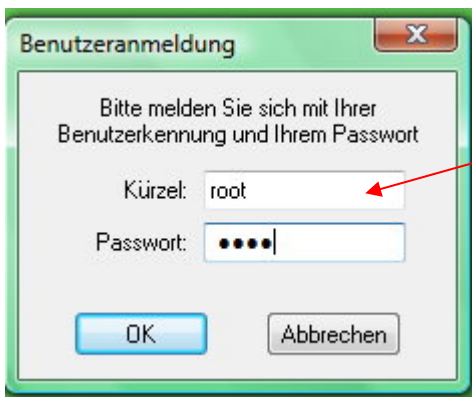 Benutzeranmeldung
Bitte melden Sie sich mit Ihrer
Benutzerkennung und Ihrem Passwort
Kürzel: root
Passwort: ●●●●
OK Abbrechen